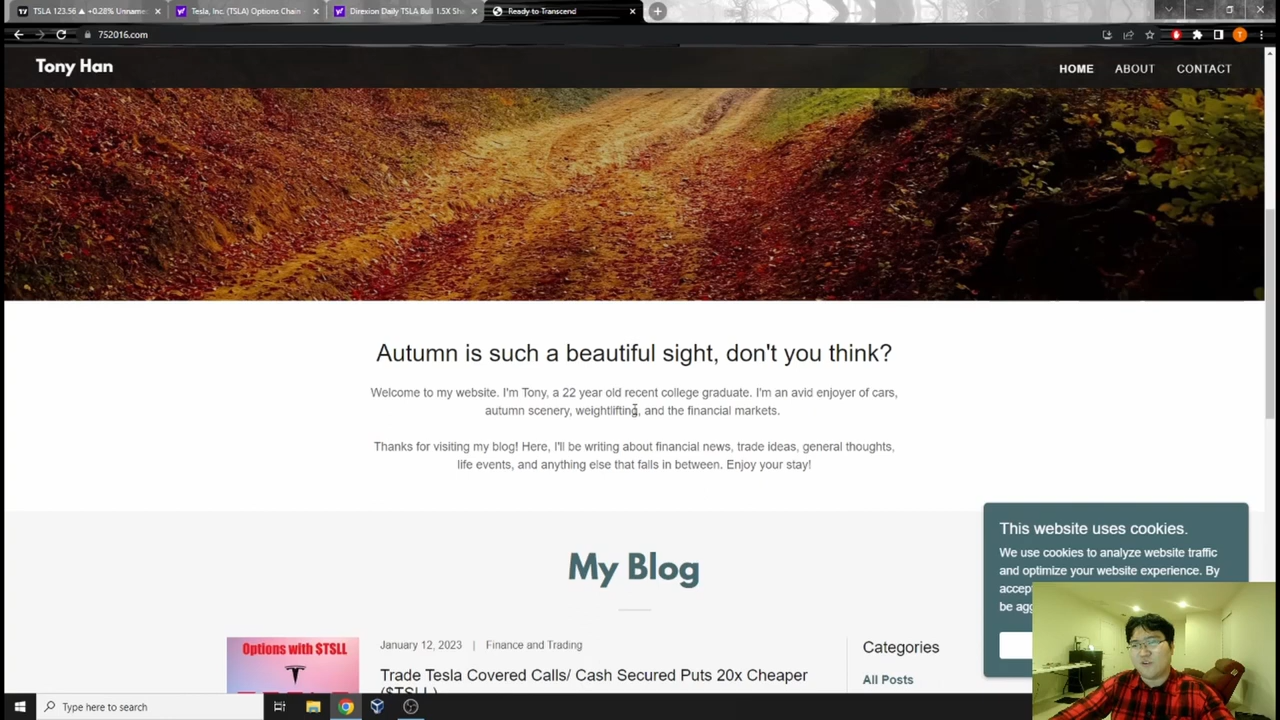 TSLA 123.56 ▲ +0.28% Unname
Tesla, Inc. (TSLA) Options Chain
Direxion Daily TSLA Bull 1.5X Sh
Ready to Transcend
752016.com
T
Tony Han
HOME
ABOUT
CONTACT
Autumn is such a beautiful sight, don't you think?
Welcome to my website. I'm Tony, a 22 year old recent college graduate. I'm an avid enjoyer of cars,
autumn scenery, weightlifting, and the financial markets.
Thanks for visiting my blog! Here, I'll be writing about financial news, trade ideas, general thoughts,
life events, and anything else that falls in between. Enjoy your stay!
This website uses cookies.
We use cookies to analyze website traffic
and optimize your website experience. By
accep
be agg
My Blog
Options with $TSLL
January 12, 2023 | Finance and Trading
Trade Tesla Covered Calls/ Cash Secured Puts 20x Cheaper
($TSLL)
Categories
All Posts
Type here to search